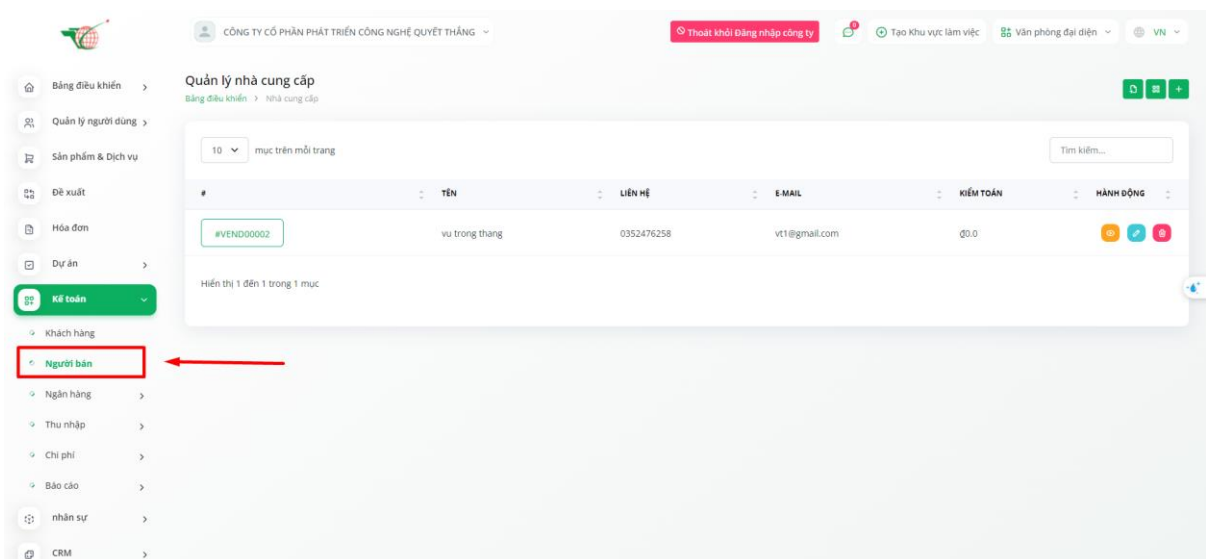 CÔNG TY CỔ PHẦN PHÁT TRIỂN CÔNG NGHỆ QUYẾT THẮNG
Thoát khỏi Đăng nhập công ty
0
Tạo Khu vực làm việc
Văn phòng đại diện
VN
Bảng điều khiển
Quản lý người dùng
Sản phẩm & Dịch vụ
Đề xuất
Hóa đơn
Dự án
Kế toán
Khách hàng
Người bán
Ngân hàng
Thu nhập
Chi phí
Báo cáo
nhân sự
CRM
Quản lý nhà cung cấp
Bảng điều khiển > Nhà cung cấp
10 mục trên mỗi trang
Tìm kiếm...
# TÊN LIÊN HỆ E-MAIL KIỂM TOÁN HÀNH ĐỘNG
#VEND00002 vu trong thang 0352476258 vt1@gmail.com ₫0.0
Hiển thị 1 đến 1 trong 1 mục